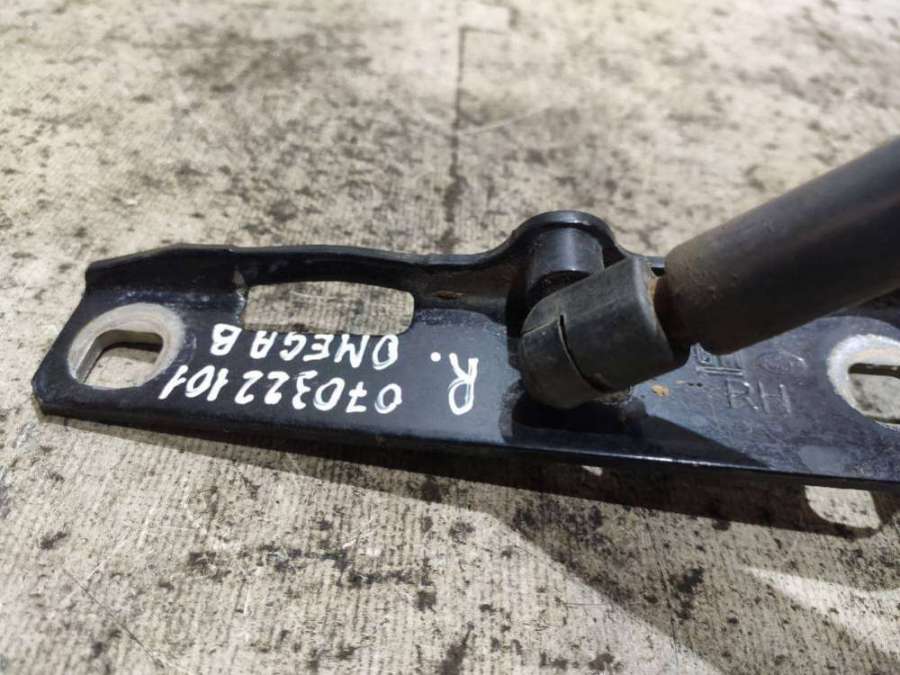 R. 070322101
OMEGA B
RH